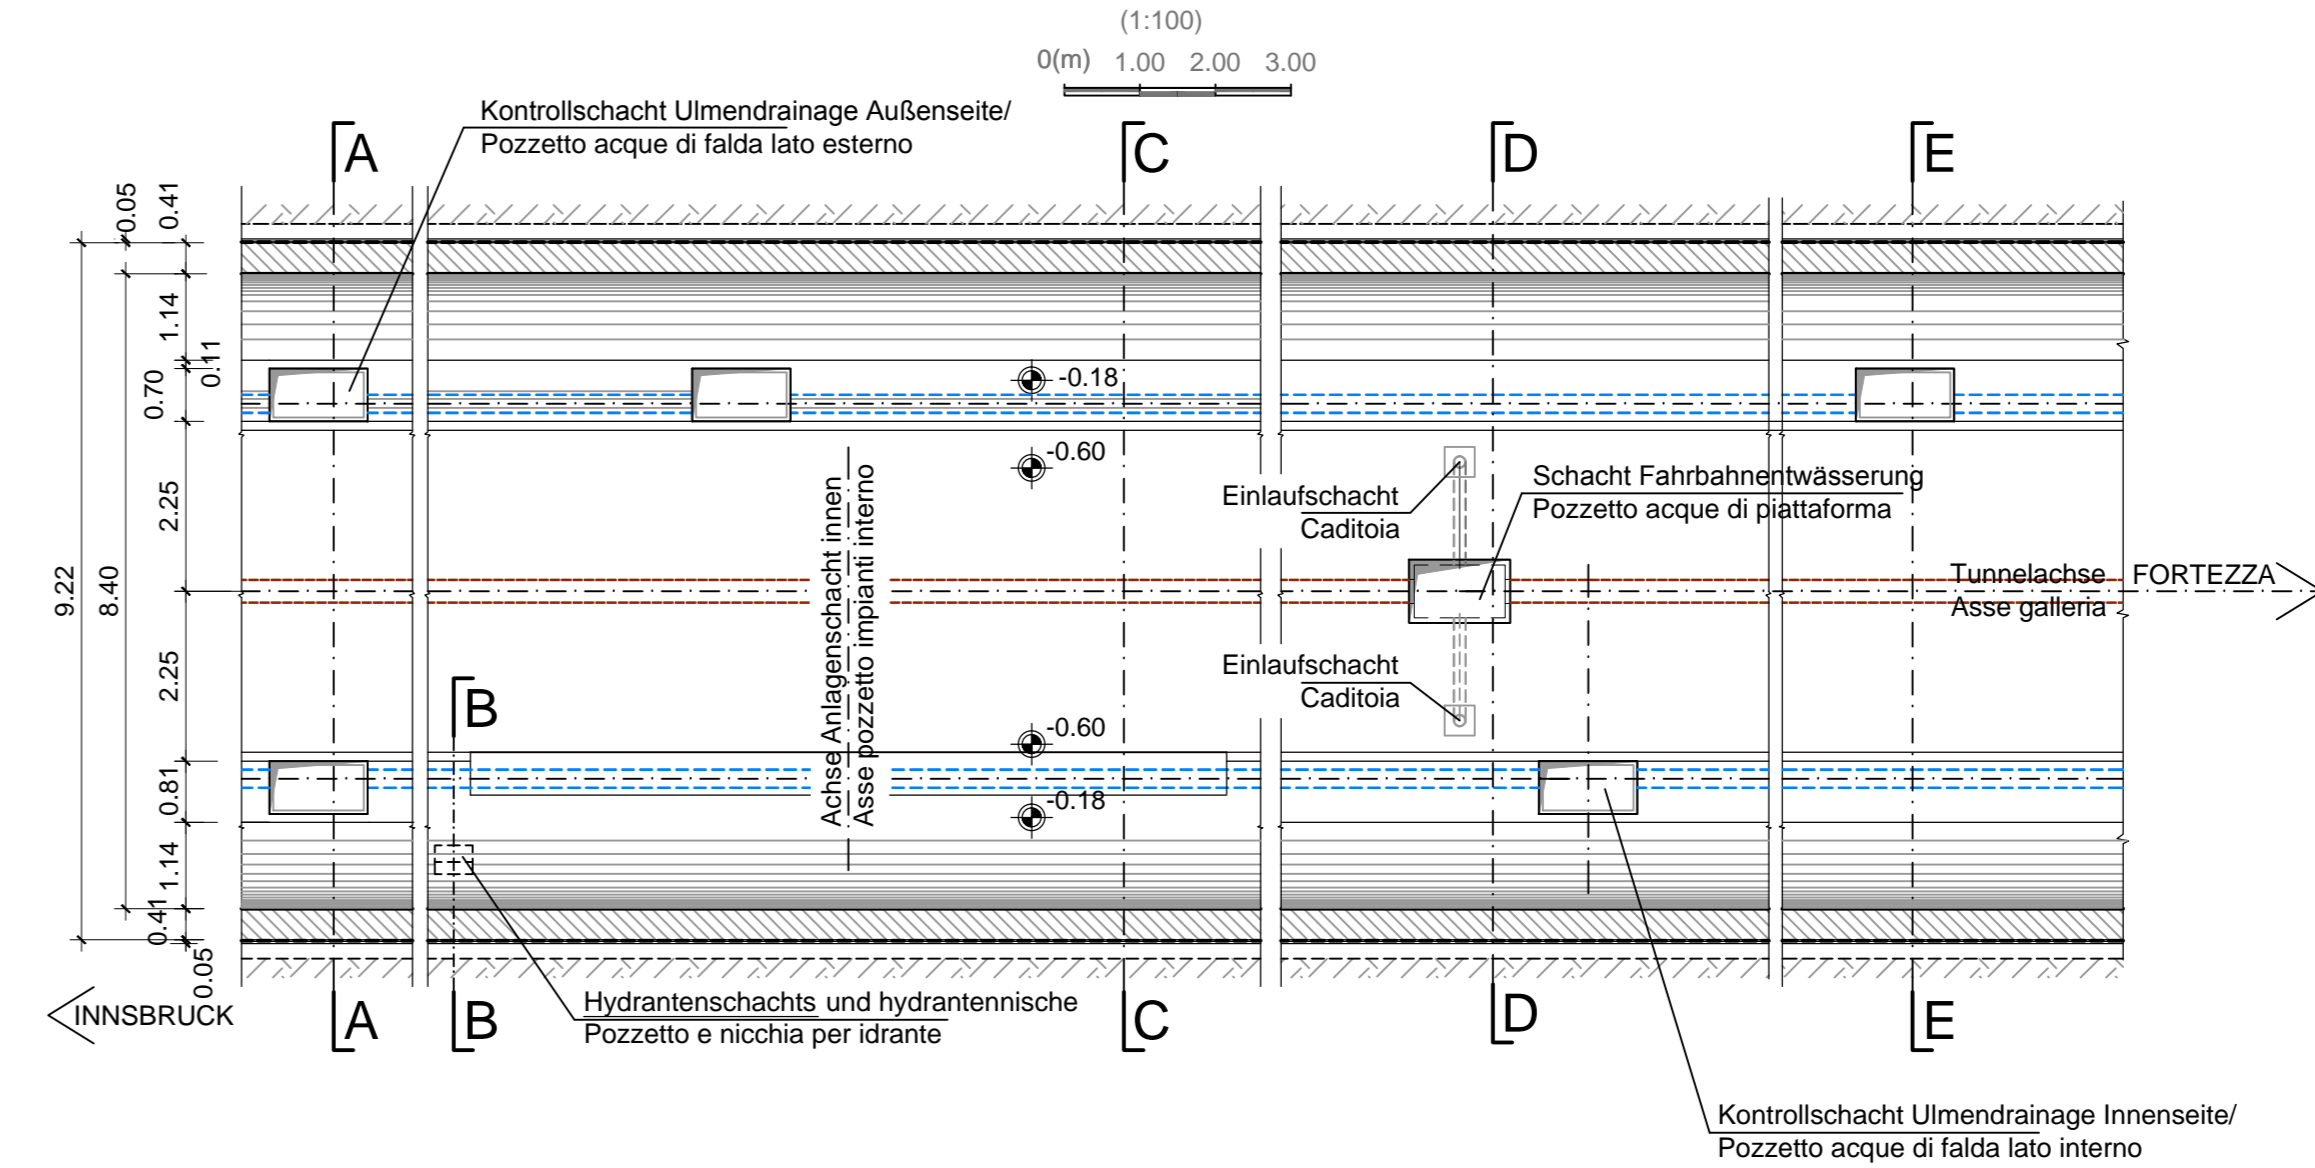 (1:100)
0(m) 1.00 2.00 3.00
Kontrollschacht Ulmendrainage Außenseite/
Pozzetto acque di falda lato esterno
A
C
D
E
0.05
0.41
1.14
0.11
0.70
2.25
9.22
8.40
2.25
0.81
1.14
0.41
0.05
-0.18
-0.60
Achse Anlagenschacht innen
Asse pozzetto impianti interno
Einlaufschacht
Caditoia
Schacht Fahrbahnentwässerung
Pozzetto acque di piattaforma
Tunnelachse
Asse galleria
FORTEZZA
Einlaufschacht
Caditoia
B
-0.60
-0.18
INNSBRUCK
A
B
C
D
E
Hydrantenschachts und hydrantennische
Pozzetto e nicchia per idrante
Kontrollschacht Ulmendrainage Innenseite/
Pozzetto acque di falda lato interno